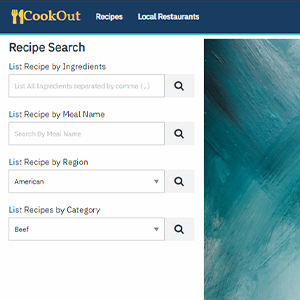 CookOut Recipes Local Restaurants
Recipe Search
List Recipe by Ingredients
List All Ingredients separated by comma (,)
List Recipe by Meal Name
Search By Meal Name
List Recipe by Region
American
List Recipes by Category
Beef